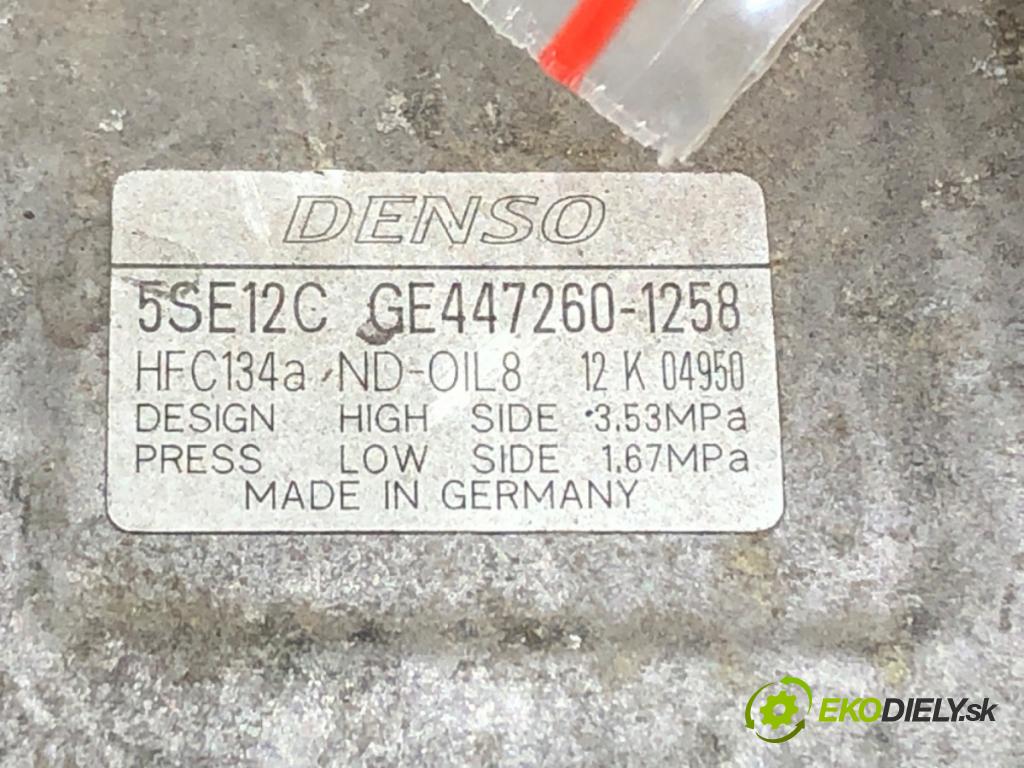 DENSO
5SE12C GE447260-1258
HFC134a ND-OIL8 12 K 04950
DESIGN HIGH SIDE 3.53MPa
PRESS LOW SIDE 1.67MPa
MADE IN GERMANY
EKODIELY.sk